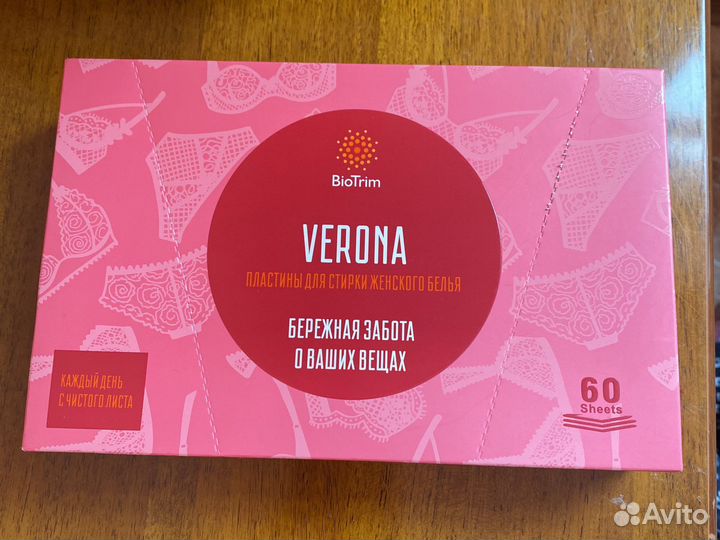 BioTrim
VERONA
ПЛАСТИНЫ ДЛЯ СТИРКИ ЖЕНСКОГО БЕЛЬЯ
БЕРЕЖНАЯ ЗАБОТА
О ВАШИХ ВЕЩАХ
КАЖДЫЙ ДЕНЬ
С ЧИСТОГО ЛИСТА
60
Sheets
Avito